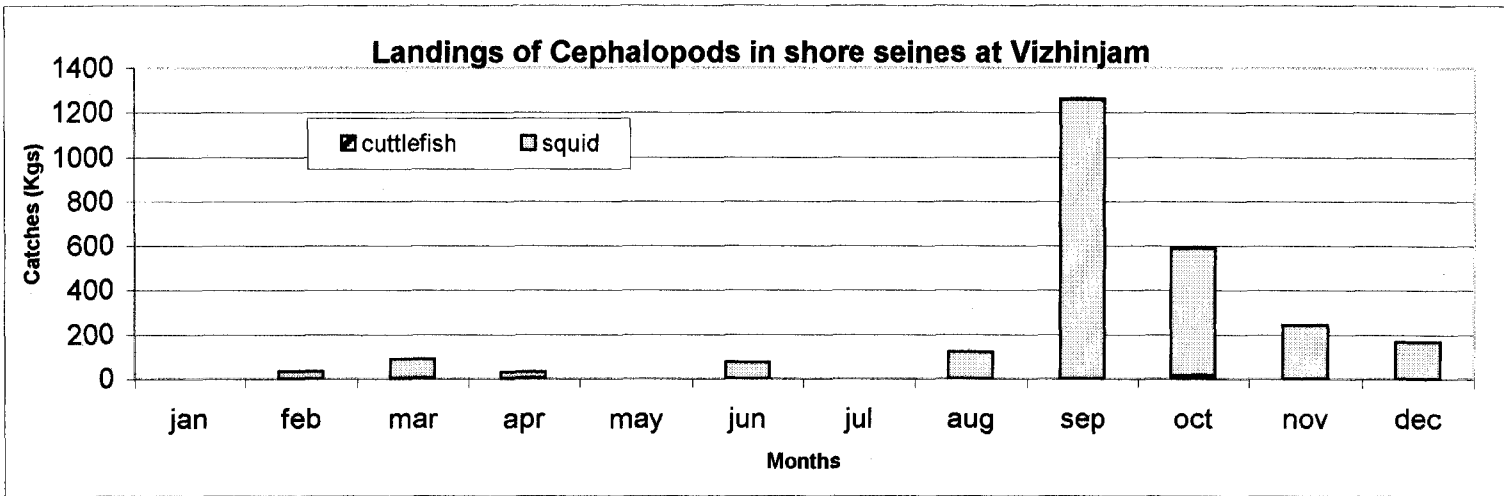 Landings of Cephalopods in shore seines at Vizhinjam
1400
1200
1000
800
600
400
200
0
Catches (Kgs)
cuttlefish squid
jan feb mar apr may jun jul aug sep oct nov dec
Months